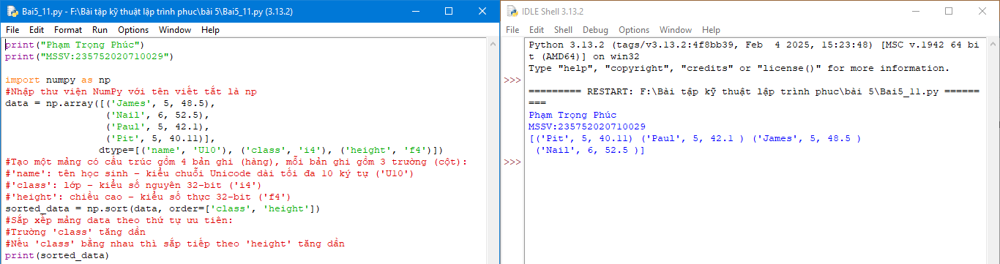 Bai5_11.py - F:\Bài tập kỹ thuật lập trình phuc\bài 5\Bai5_11.py (3.13.2)
File Edit Format Run Options Window Help
print("Phạm Trọng Phúc")
print("MSSV:235752020710029")
import numpy as np
#Nhập thư viện NumPy với tên viết tắt là np
data = np.array([('James', 5, 48.5),
('Nail', 6, 52.5),
('Paul', 5, 42.1),
('Pit', 5, 40.11)],
dtype=[('name', 'U10'), ('class', 'i4'), ('height', 'f4')])
#Tạo một mảng có cấu trúc gồm 4 bản ghi (hàng), mỗi bản ghi gồm 3 trường (cột):
#'name': tên học sinh – kiểu chuỗi Unicode dài tối đa 10 ký tự ('U10')
#'class': lớp – kiểu số nguyên 32-bit ('i4')
#'height': chiều cao – kiểu số thực 32-bit ('f4')
sorted_data = np.sort(data, order=['class', 'height'])
#Sắp xếp mảng data theo thứ tự ưu tiên:
#Trường 'class' tăng dần
#Nếu 'class' bằng nhau thì sắp tiếp theo 'height' tăng dần
print(sorted_data)
IDLE Shell 3.13.2
File Edit Shell Debug Options Window Help
Python 3.13.2 (tags/v3.13.2:4f8bb39, Feb  4 2025, 15:23:48) [MSC v.1942 64 bi
t (AMD64)] on win32
Type "help", "copyright", "credits" or "license()" for more information.
>>>
========= RESTART: F:\Bài tập kỹ thuật lập trình phuc\bài 5\Bai5_11.py ======
===
Phạm Trọng Phúc
MSSV:235752020710029
[('Pit', 5, 40.11) ('Paul', 5, 42.1 ) ('James', 5, 48.5 )
('Nail', 6, 52.5 )]
>>>